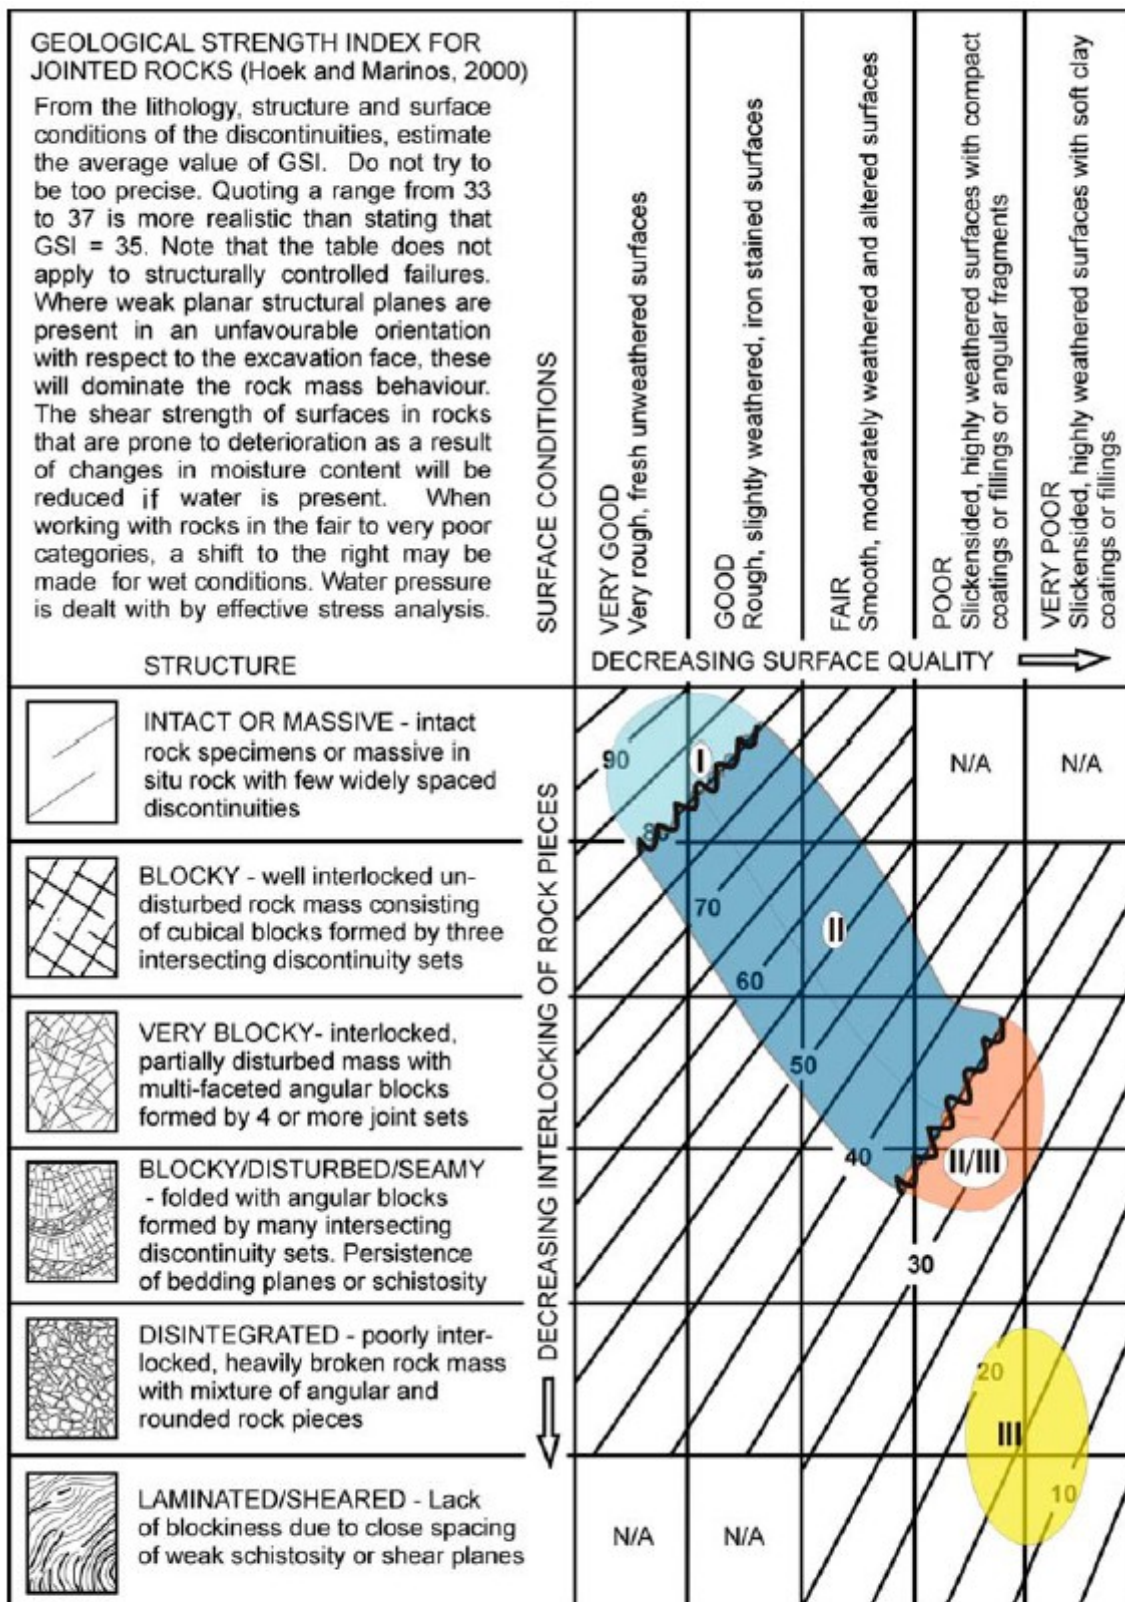 GEOLOGICAL STRENGTH INDEX FOR
JOINTED ROCKS (Hoek and Marinos, 2000)
From the lithology, structure and surface
conditions of the discontinuities, estimate
the average value of GSI. Do not try to
be too precise. Quoting a range from 33
to 37 is more realistic than stating that
GSI = 35. Note that the table does not
apply to structurally controlled failures.
Where weak planar structural planes are
present in an unfavourable orientation
with respect to the excavation face, these
will dominate the rock mass behaviour.
The shear strength of surfaces in rocks
that are prone to deterioration as a result
of changes in moisture content will be
reduced if water is present. When
working with rocks in the fair to very poor
categories, a shift to the right may be
made for wet conditions. Water pressure
is dealt with by effective stress analysis.
STRUCTURE
SURFACE CONDITIONS
VERY GOOD
Very rough, fresh unweathered surfaces
GOOD
Rough, slightly weathered, iron stained surfaces
FAIR
Smooth, moderately weathered and altered surfaces
POOR
Slickensided, highly weathered surfaces with compact
coatings or fillings or angular fragments
VERY POOR
Slickensided, highly weathered surfaces with soft clay
coatings or fillings
DECREASING SURFACE QUALITY
DECREASING INTERLOCKING OF ROCK PIECES
INTACT OR MASSIVE - intact
rock specimens or massive in
situ rock with few widely spaced
discontinuities
90
I
80
N/A
N/A
BLOCKY - well interlocked un-
disturbed rock mass consisting
of cubical blocks formed by three
intersecting discontinuity sets
70
II
60
VERY BLOCKY- interlocked,
partially disturbed mass with
multi-faceted angular blocks
formed by 4 or more joint sets
50
BLOCKY/DISTURBED/SEAMY
- folded with angular blocks
formed by many intersecting
discontinuity sets. Persistence
of bedding planes or schistosity
40
II/III
30
DISINTEGRATED - poorly inter-
locked, heavily broken rock mass
with mixture of angular and
rounded rock pieces
20
III
LAMINATED/SHEARED - Lack
of blockiness due to close spacing
of weak schistosity or shear planes
N/A
N/A
10